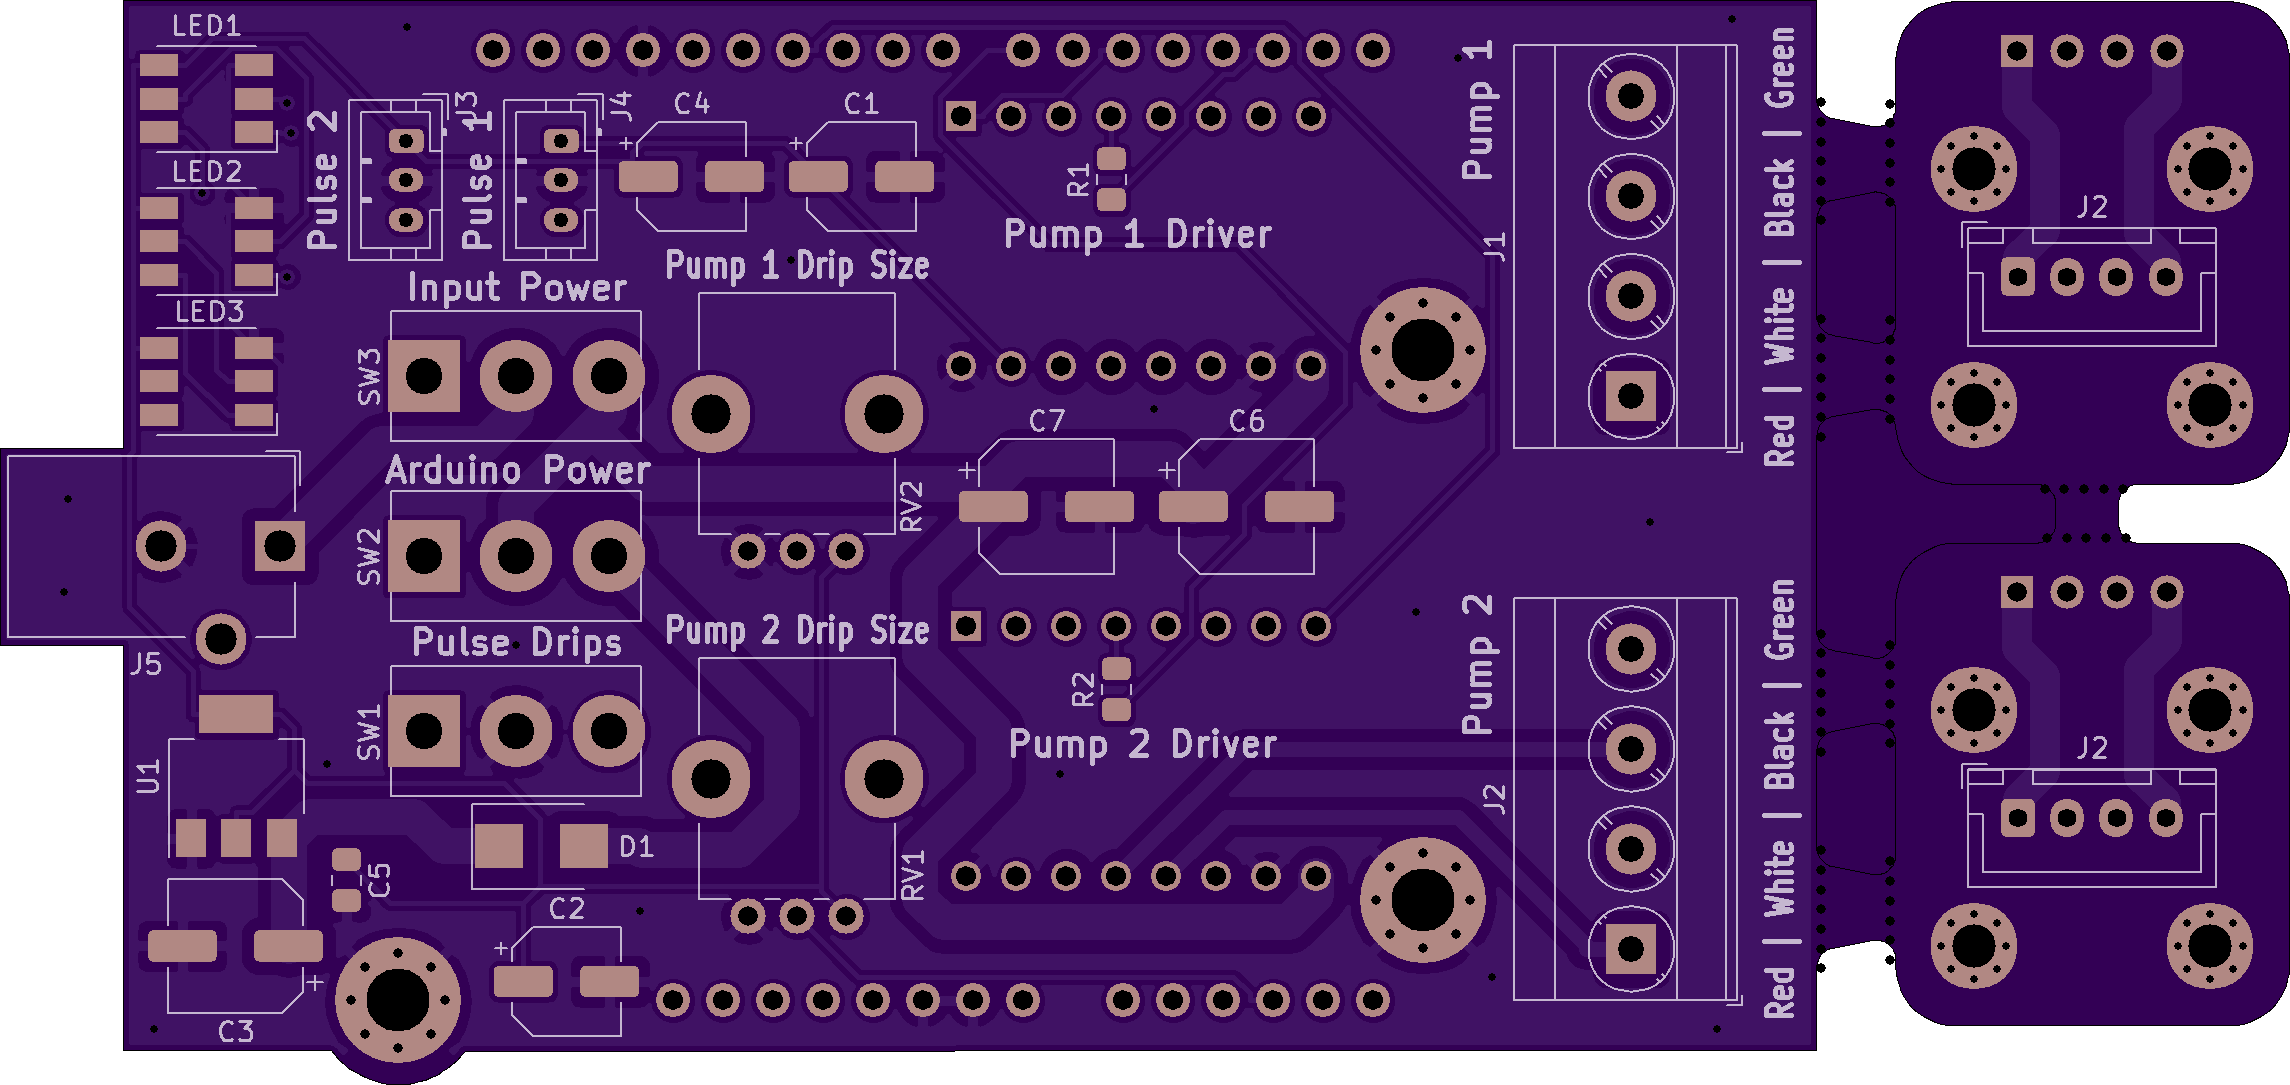 LED1
LED2
LED3
Pulse 2
J3
Pulse 1
J4
C4
+
C1
+
R1
Pump 1 Driver
Pump 1 Drip Size
Input Power
SW3
Arduino Power
SW2
Pulse Drips
SW1
RV2
Pump 2 Drip Size
RV1
C7
+
C6
+
R2
Pump 2 Driver
Pump 1
J1
Red | White | Black | Green
Pump 2
J2
Red | White | Black | Green
J2
J2
J5
U1
C5
C3
+
D1
C2
+